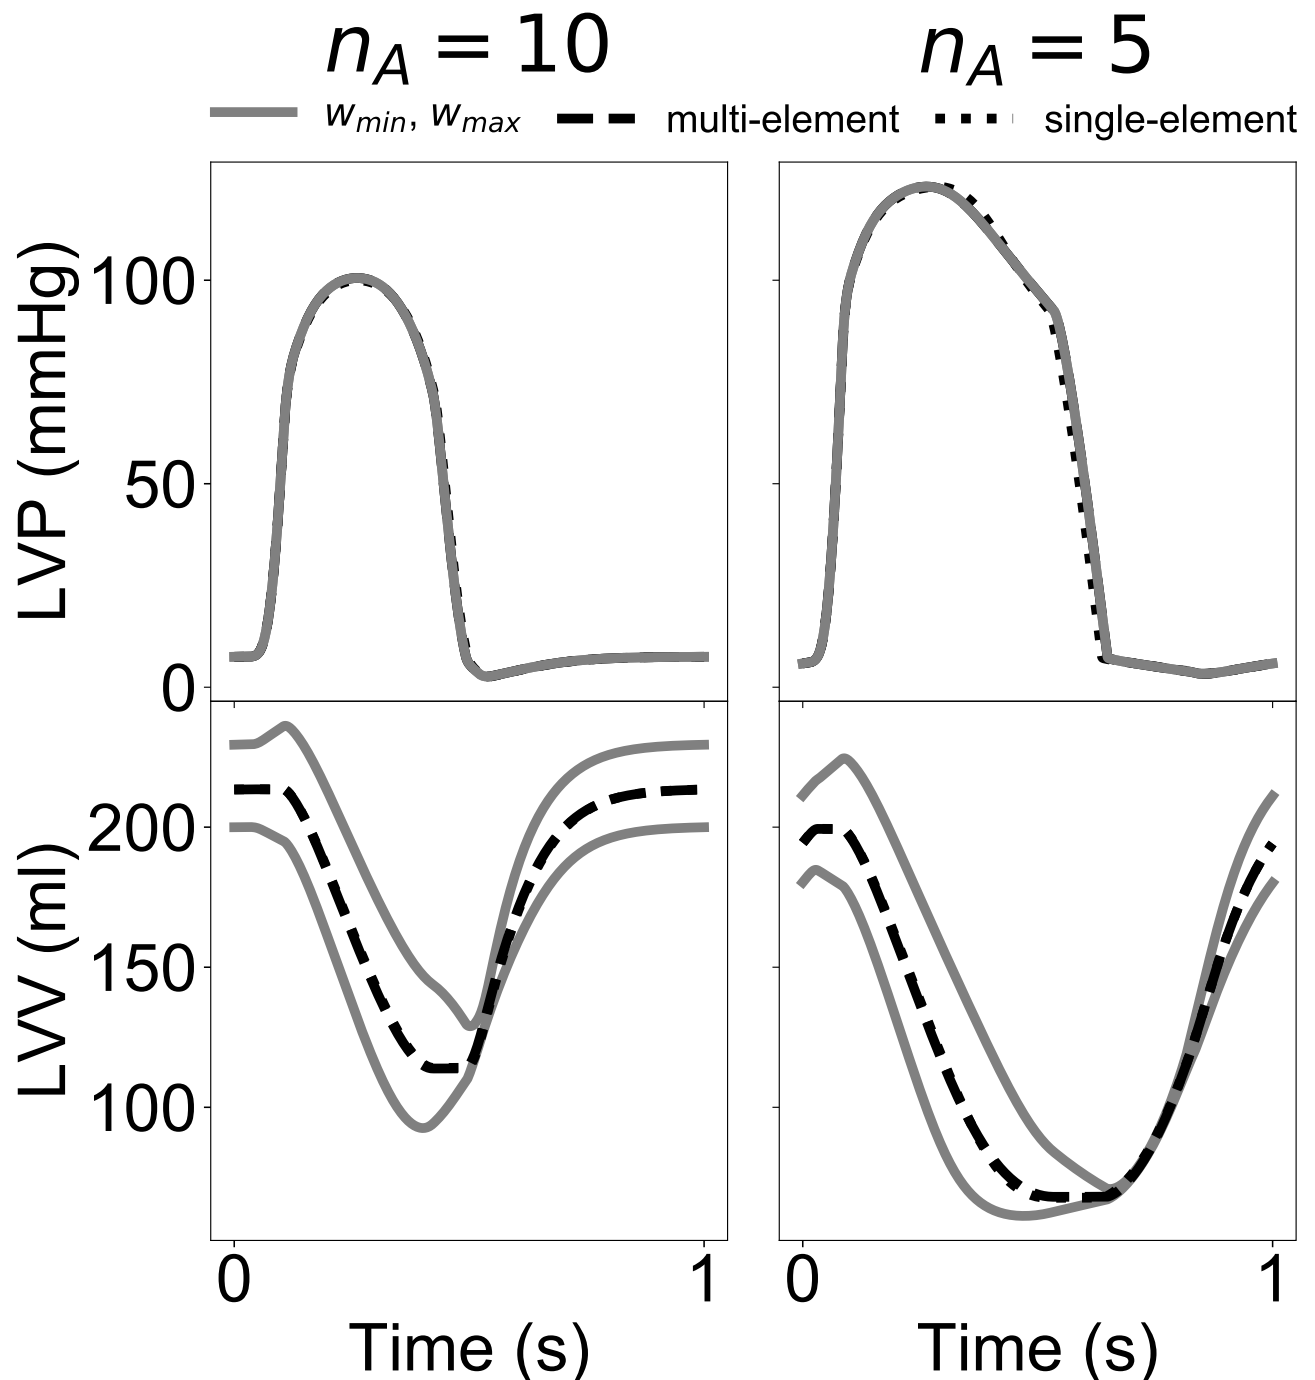 n_A = 10 n_A = 5
w_min, w_max multi-element single-element
LVP (mmHg)
100
50
0
LVV (ml)
200
150
100
0 1 0 1
Time (s) Time (s)